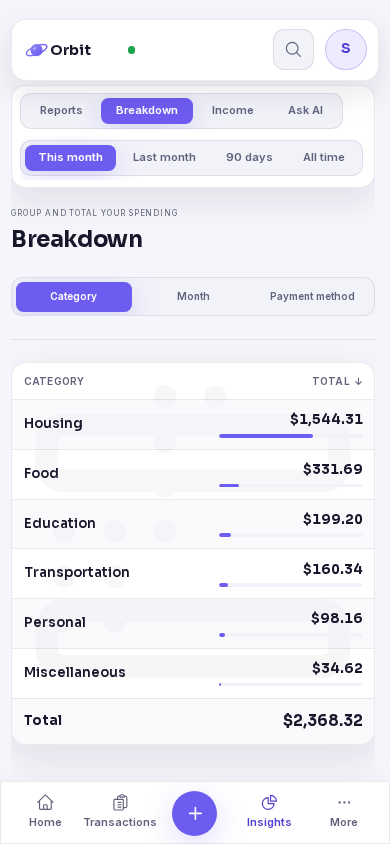 Orbit
S
Reports Breakdown Income Ask AI
This month Last month 90 days All time
GROUP AND TOTAL YOUR SPENDING
Breakdown
Category Month Payment method
CATEGORY TOTAL ↓
Housing $1,544.31
Food $331.69
Education $199.20
Transportation $160.34
Personal $98.16
Miscellaneous $34.62
Total $2,368.32
Home Transactions + Insights More